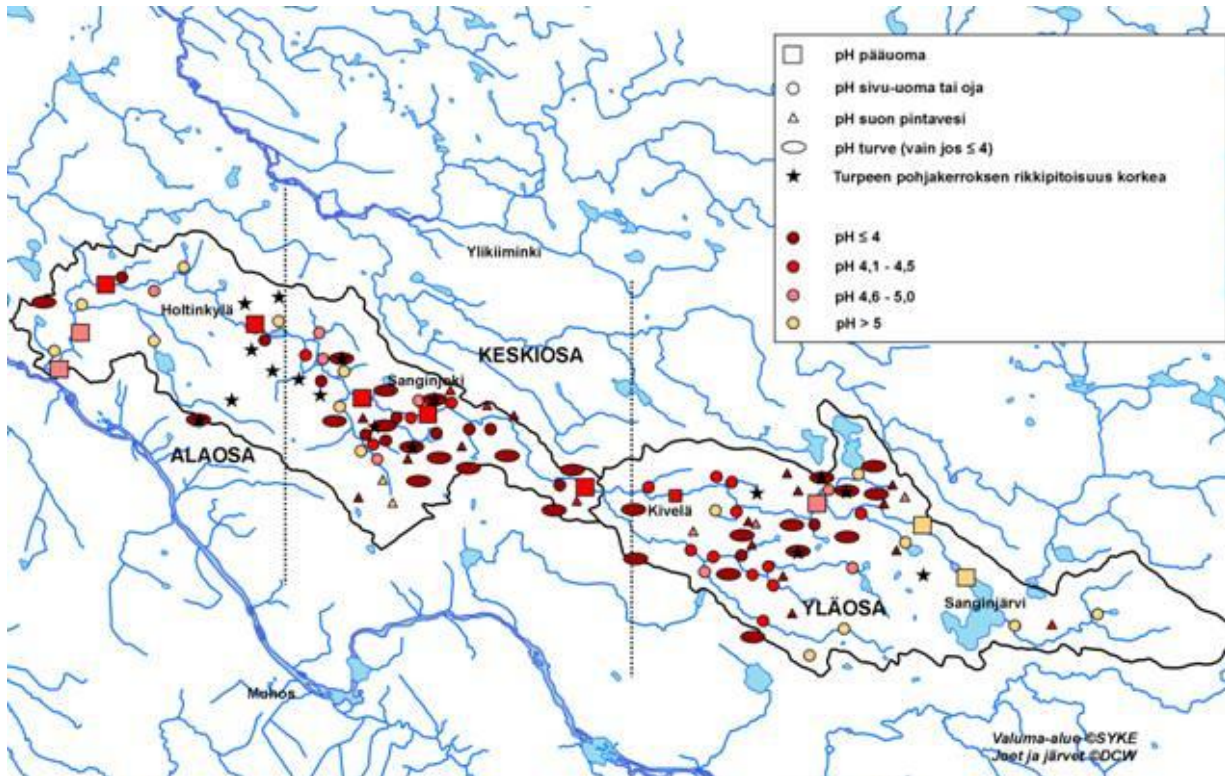 pH pääuoma
pH sivu-uoma tai oja
pH suon pintavesi
pH turve (vain jos ≤ 4)
Turpeen pohjakerroksen rikkipitoisuus korkea
pH ≤ 4
pH 4,1 - 4,5
pH 4,6 - 5,0
pH > 5
Ylikiiminki
Holtinkylä
KESKIOSA
Sanginjoki
ALAOSA
Kivelä
YLÄOSA
Sanginjärvi
Muhos
Valuma-alue ©SYKE
Joet ja järvet ©DCW